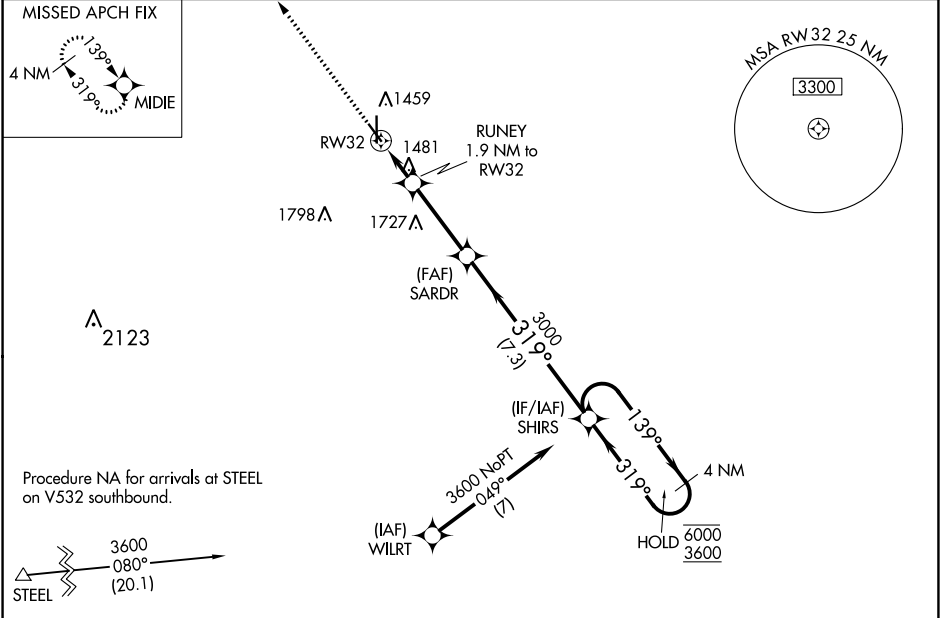 MISSED APCH FIX
139°
4 NM
319°
MIDIE
MSA RW32 25 NM
3300
1459
RW32
1481
RUNEY
1.9 NM to
RW32
1798
1727
(FAF)
SARDR
2123
3000
319°
(7.3)
(IF/IAF)
SHIRS
139°
319°
4 NM
HOLD
6000
3600
3600 NoPT
049°
(7)
(IAF)
WILRT
Procedure NA for arrivals at STEEL
on V532 southbound.
3600
080°
(20.1)
STEEL